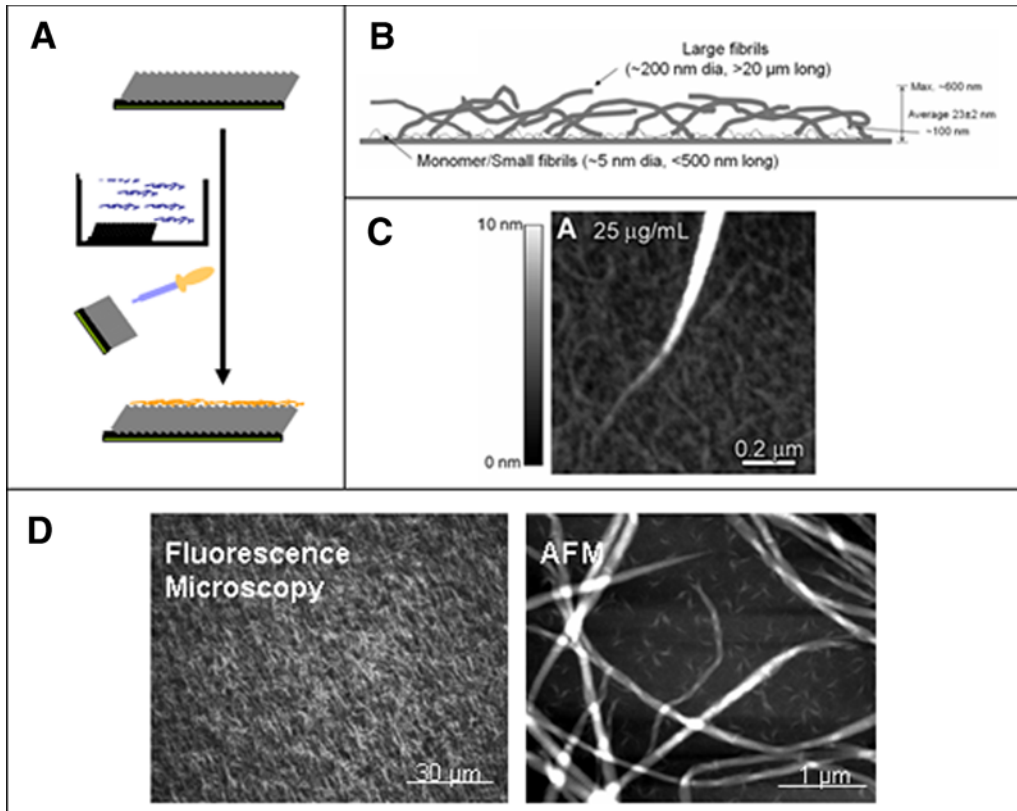 A
B
Large fibrils
(~200 nm dia, >20 µm long)
Max. ~600 nm
Average 23±2 nm
~100 nm
Monomer/Small fibrils (~5 nm dia, <500 nm long)
C
10 nm
A 25 µg/mL
0 nm
0.2 µm
D
Fluorescence
Microscopy
30 µm
AFM
1 µm